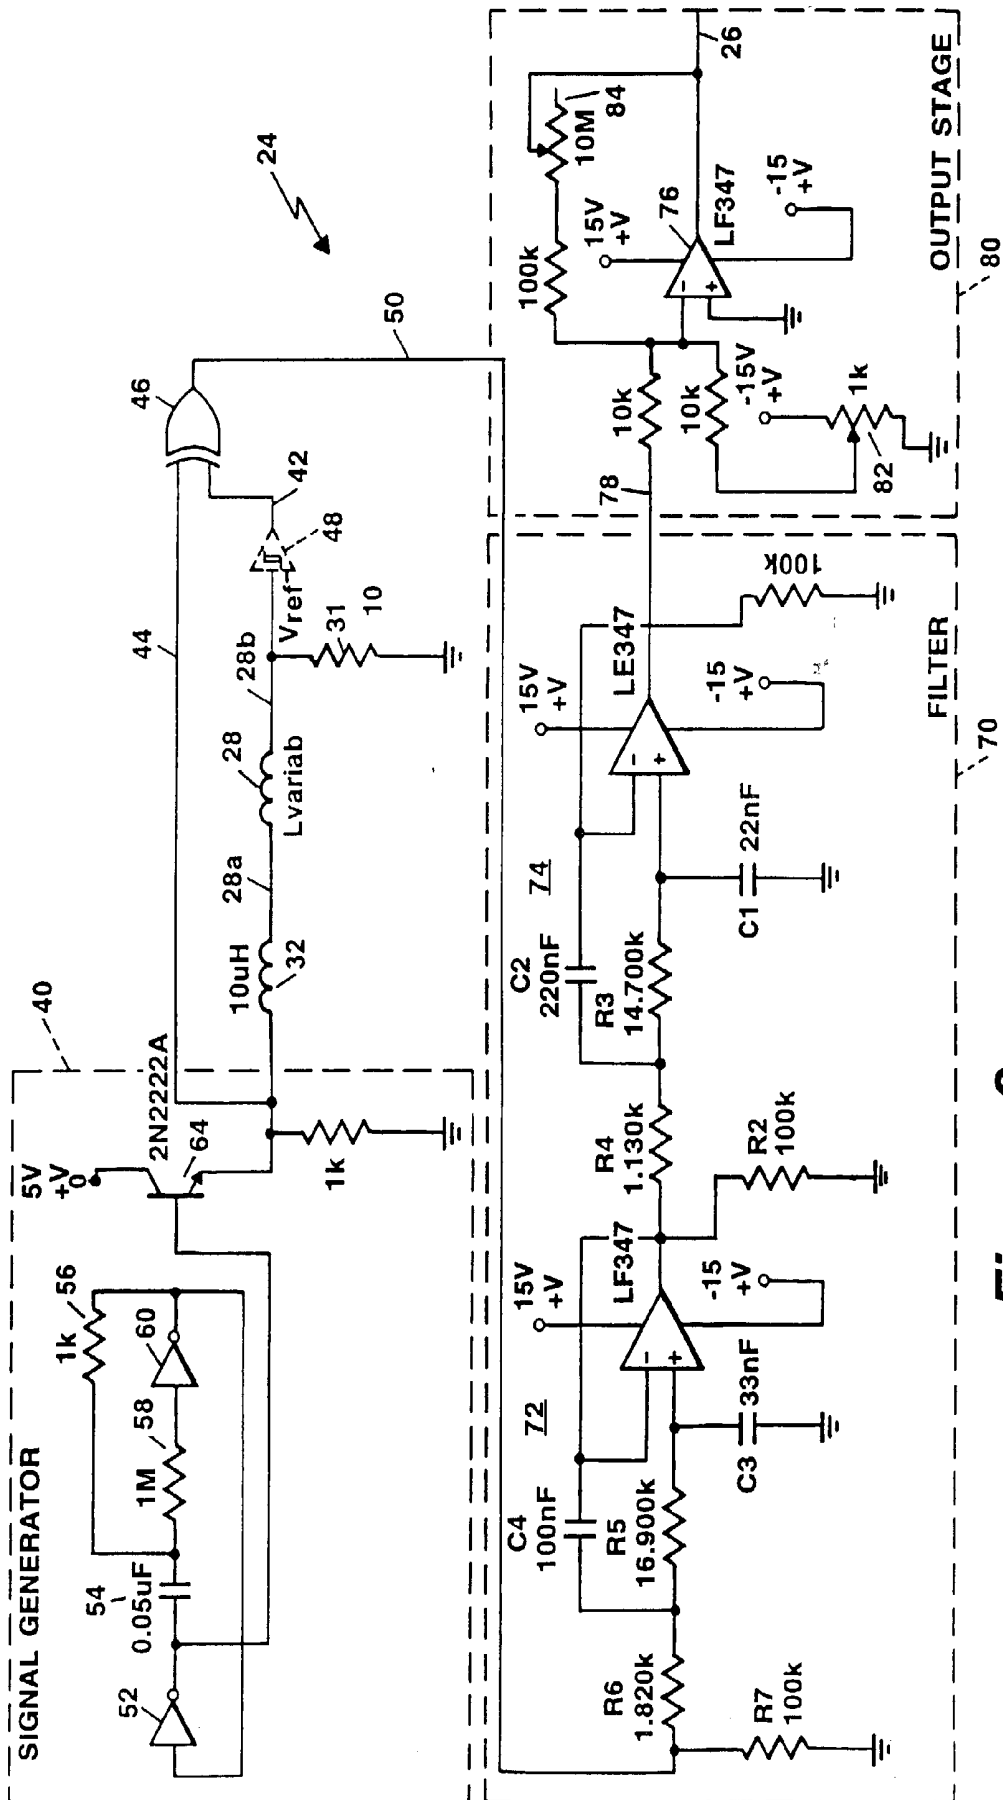 SIGNAL GENERATOR
52
54
0.05uF
1M
58
60
1k
56
5V
+V
0
2N2222A
64
1k
40
10uH
32
28a
28
Lvariab
28b
Vref
31
10
48
42
44
46
50
24
R6
1.820k
R7
100k
C4
100nF
R5
16.900k
72
C3
33nF
15V
+V
LF347
-15
+V
R4
1.130k
R2
100k
C2
220nF
R3
14.700k
74
C1
22nF
15V
+V
LE347
-15
+V
100k
FILTER
70
78
10k
10k
-15V
+V
1k
82
100k
10M
84
15V
+V
76
LF347
-15
+V
26
OUTPUT STAGE
80